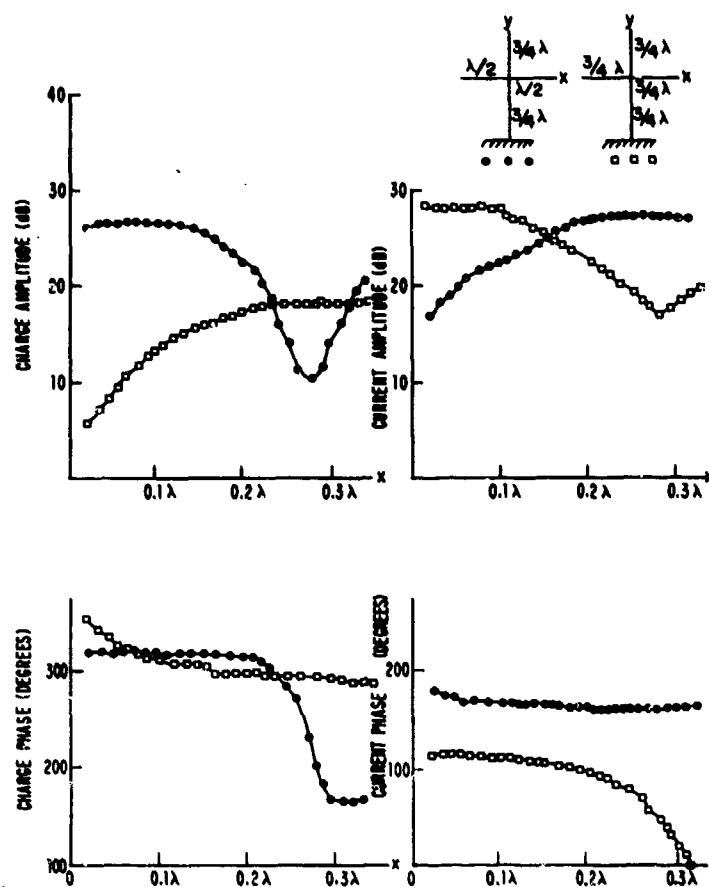 y y
3/4 λ 3/4 λ
λ/2 x 3/4 λ x
λ/2 3/4 λ
3/4 λ 3/4 λ
40
30
20
10
CHARGE AMPLITUDE (dB)
0.1λ 0.2λ 0.3λ x
30
20
10
CURRENT AMPLITUDE (dB)
0 0.1λ 0.2λ 0.3λ
300
200
100
CHARGE PHASE (DEGREES)
0 0.1λ 0.2λ 0.3λ x
200
100
CURRENT PHASE (DEGREES)
0 0.1λ 0.2λ 0.3λ